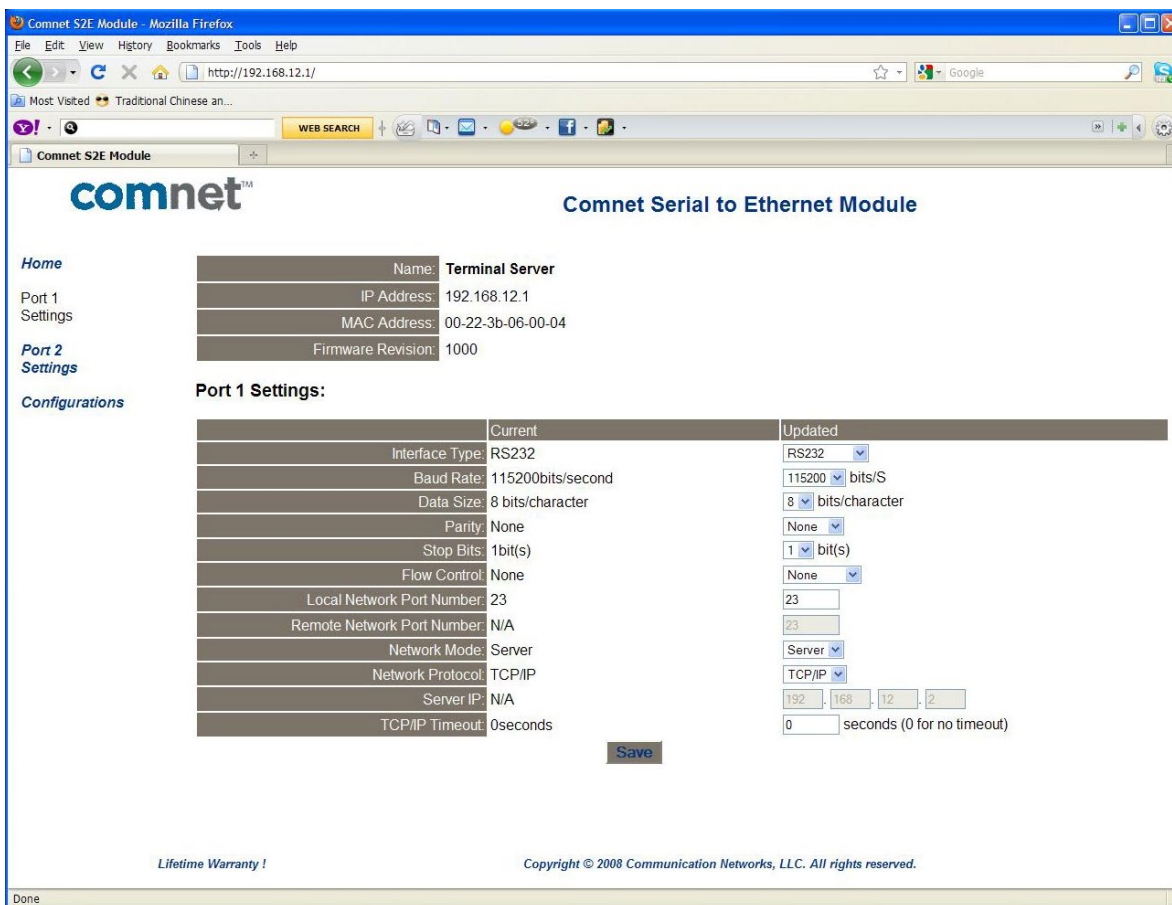 Comnet S2E Module - Mozilla Firefox
File Edit View History Bookmarks Tools Help
http://192.168.12.1/
Google
Most Visited Traditional Chinese an...
Y! WEB SEARCH
Comnet S2E Module
comnet™
Comnet Serial to Ethernet Module
Home
Port 1
Settings
Port 2
Settings
Configurations
Name: Terminal Server
IP Address: 192.168.12.1
MAC Address: 00-22-3b-06-00-04
Firmware Revision: 1000
Port 1 Settings:
Current Updated
Interface Type: RS232 RS232
Baud Rate: 115200bits/second 115200 bits/S
Data Size: 8 bits/character 8 bits/character
Parity: None None
Stop Bits: 1bit(s) 1 bit(s)
Flow Control: None None
Local Network Port Number: 23 23
Remote Network Port Number: N/A 23
Network Mode: Server Server
Network Protocol: TCP/IP TCP/IP
Server IP: N/A 192 . 168 . 12 . 2
TCP/IP Timeout: 0seconds 0 seconds (0 for no timeout)
Save
Lifetime Warranty ! Copyright © 2008 Communication Networks, LLC. All rights reserved.
Done